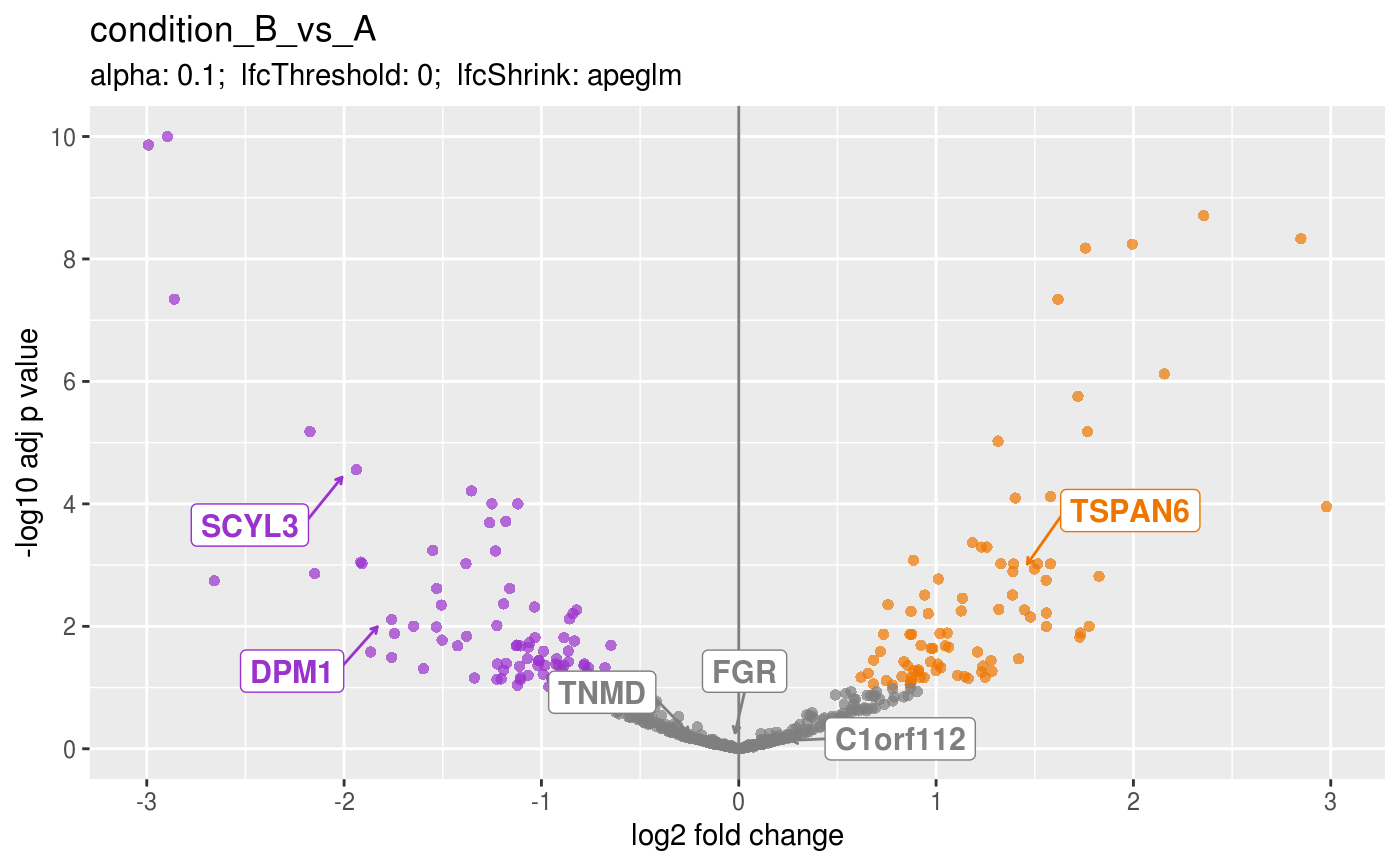 condition_B_vs_A
alpha: 0.1;  lfcThreshold: 0;  lfcShrink: apeglm
10
8
6
4
2
0
-log10 adj p value
SCYL3
TSPAN6
DPM1
TNMD
FGR
C1orf112
-3
-2
-1
0
1
2
3
log2 fold change